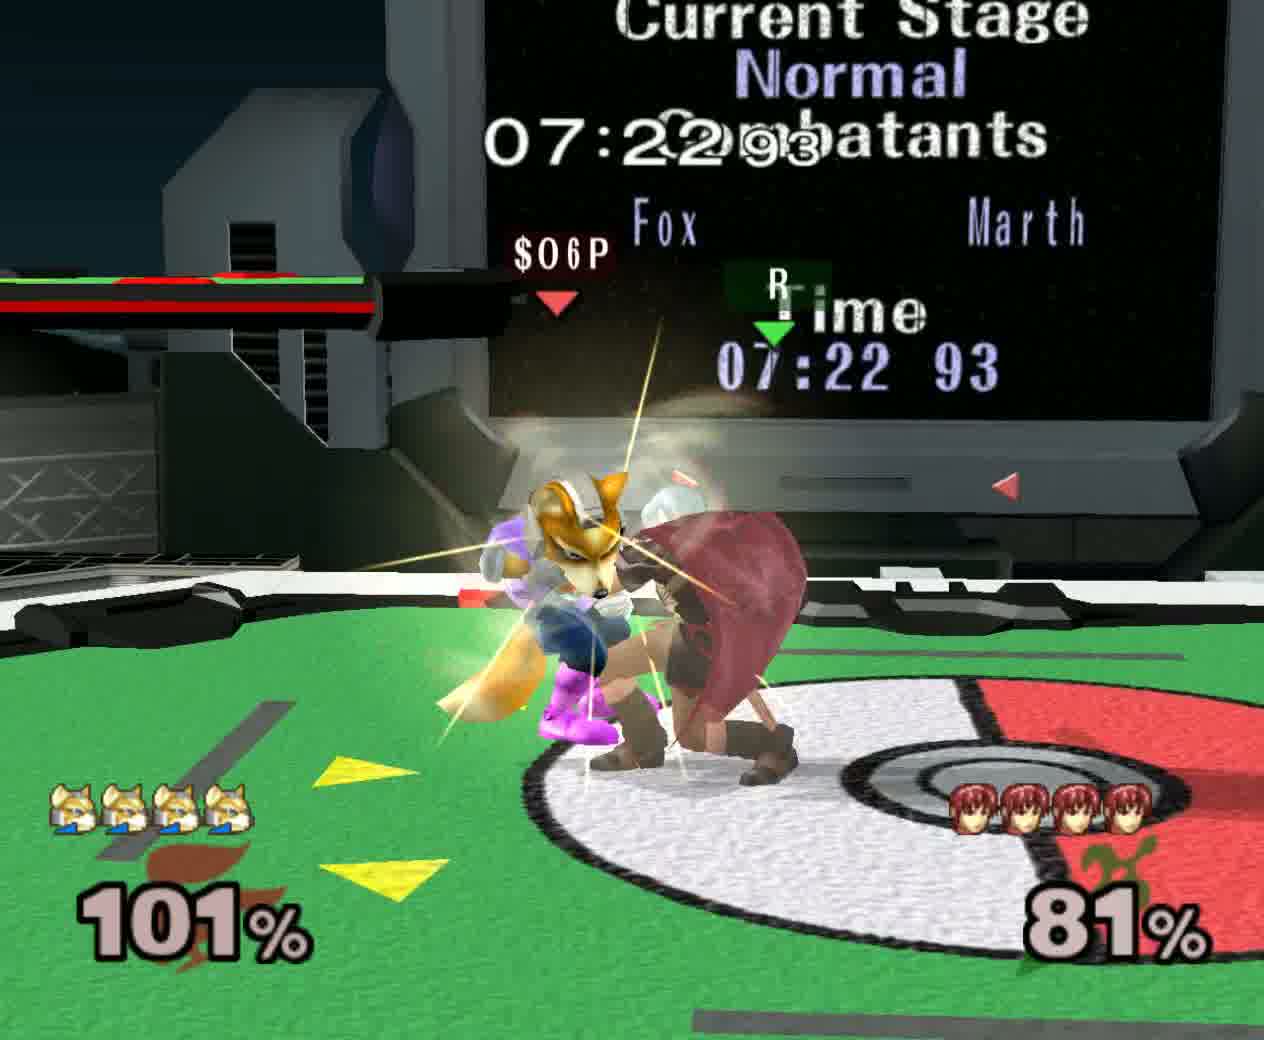 Current Stage
Normal
07:22 93
Combatants
Fox
Marth
$06P
R
Time
07:22 93
101%
81%